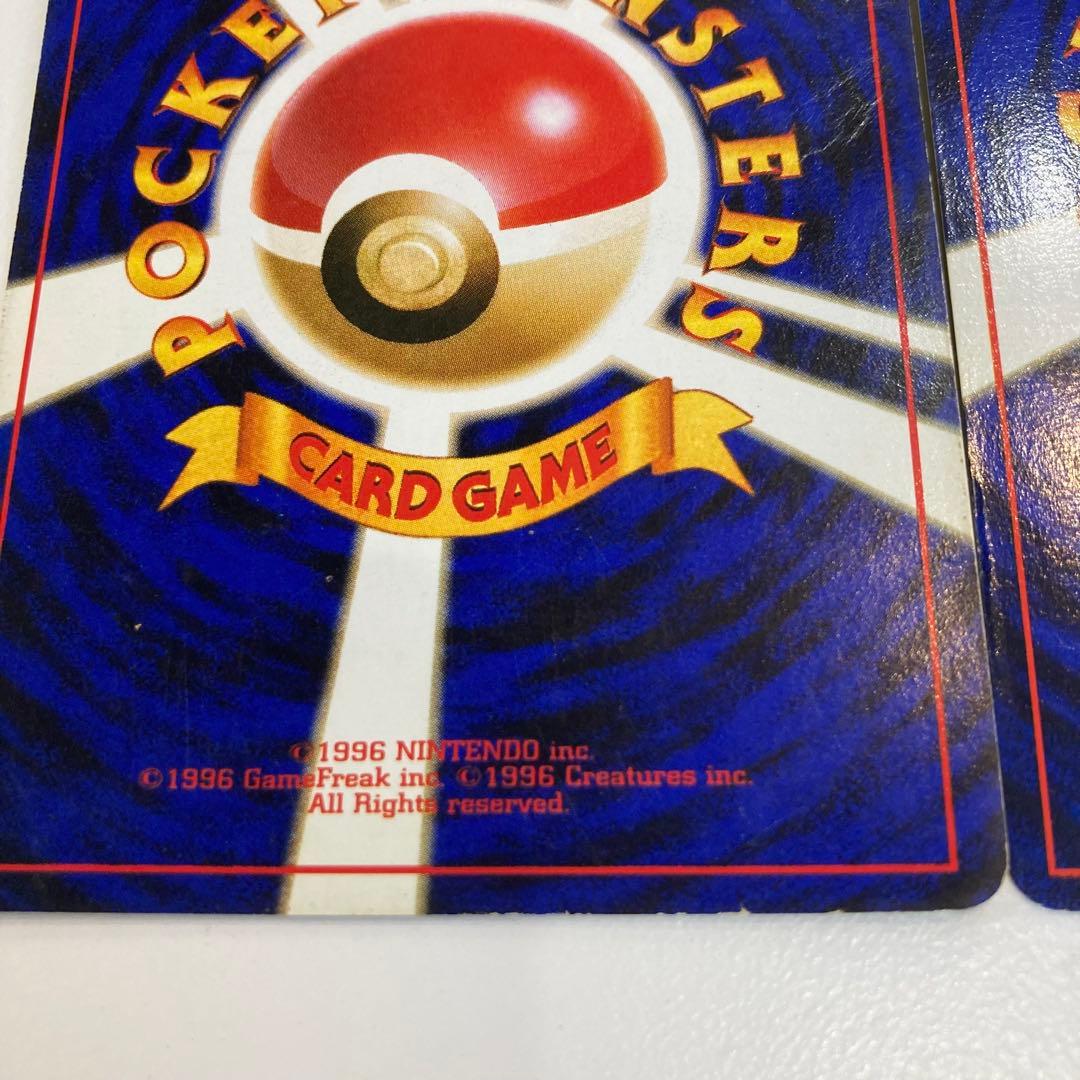 POCKET MONSTERS
CARD GAME
©1996 NINTENDO inc.
©1996 GameFreak inc. ©1996 Creatures inc.
All Rights reserved.